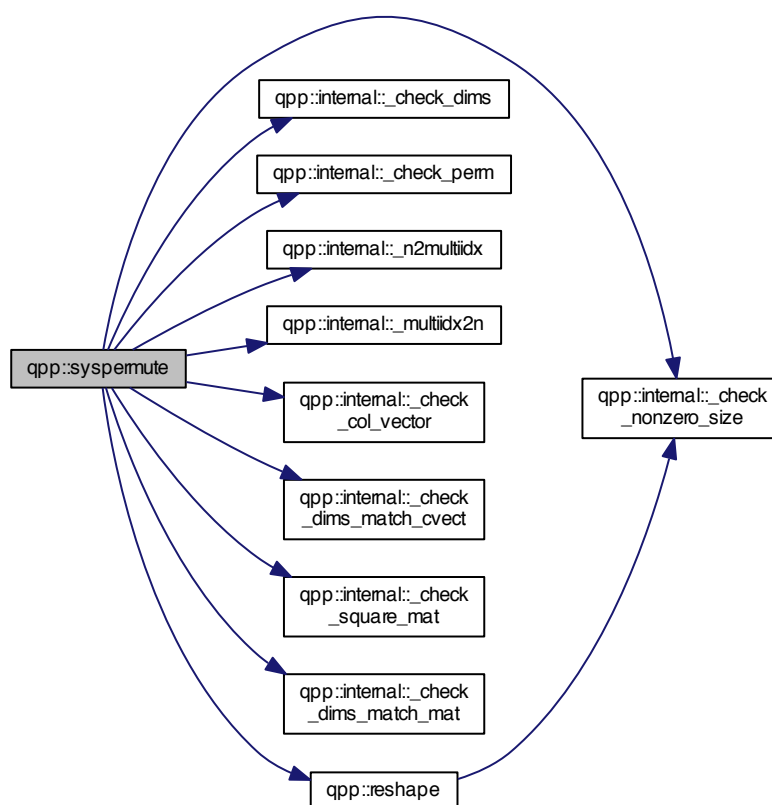 qpp::internal::_check_dims
qpp::internal::_check_perm
qpp::internal::_n2multiidx
qpp::internal::_multiidx2n
qpp::syspermute
qpp::internal::_check
_col_vector
qpp::internal::_check
_nonzero_size
qpp::internal::_check
_dims_match_cvect
qpp::internal::_check
_square_mat
qpp::internal::_check
_dims_match_mat
qpp::reshape